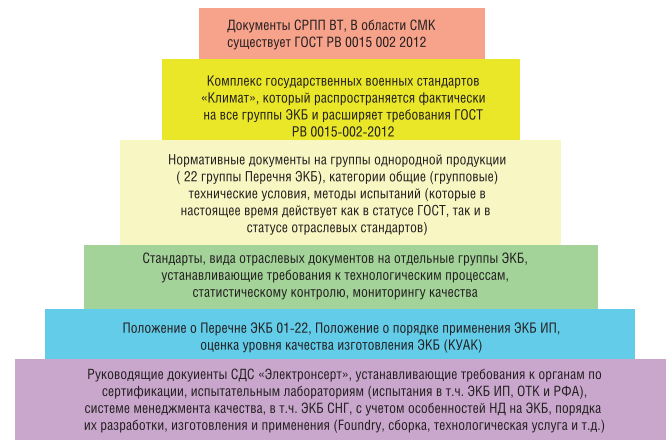 Документы СРПП ВТ, В области СМК
существует ГОСТ РВ 0015 002 2012
Комплекс государственных военных стандартов
«Климат», который распространяется фактически
на все группы ЭКБ и расширяет требования ГОСТ
РВ 0015-002-2012
Нормативные документы на группы однородной продукции
( 22 группы Перечня ЭКБ), категории общие (групповые)
технические условия, методы испытаний (которые в
настоящее время действует как в статусе ГОСТ, так и в
статусе отраслевых стандартов)
Стандарты, вида отраслевых документов на отдельные группы ЭКБ,
устанавливающие требования к технологическим процессам,
статистическому контролю, мониторингу качества
Положение о Перечне ЭКБ 01-22, Положение о порядке применения ЭКБ ИП,
оценка уровня качества изготовления ЭКБ (КУАК)
Руководящие докуиенты СДС «Электронсерт», устанавливающие требования к органам по
сертификации, испытательным лабораториям (испытания в т.ч. ЭКБ ИП, ОТК и РФА),
системе менеджмента качества, в т.ч. ЭКБ СНГ, с учетом особенностей НД на ЭКБ, порядка
их разработки, изготовления и применения (Foundry, сборка, технологическая услуга и т.д.)